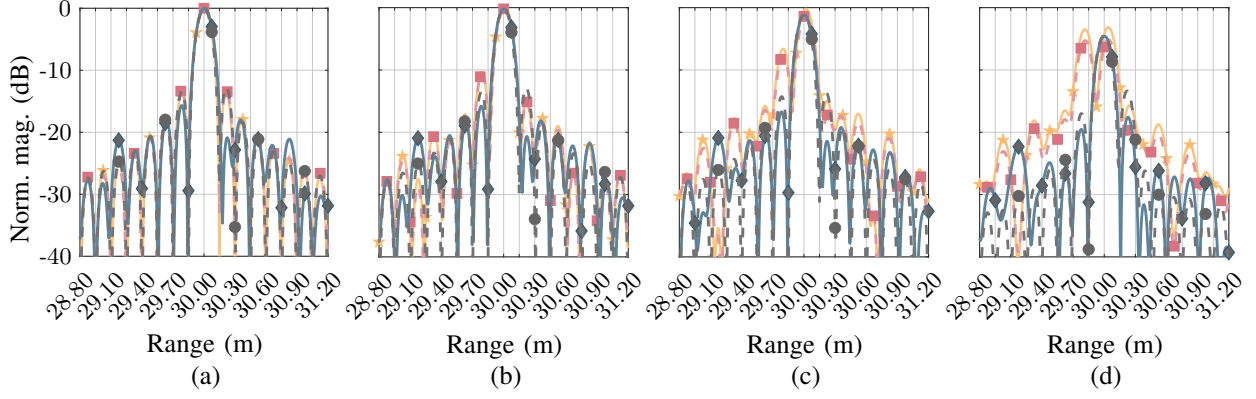 Norm. mag. (dB)
0
-10
-20
-30
-40
28.80 29.10 29.40 29.70 30.00 30.30 30.60 30.90 31.20
28.80 29.10 29.40 29.70 30.00 30.30 30.60 30.90 31.20
28.80 29.10 29.40 29.70 30.00 30.30 30.60 30.90 31.20
28.80 29.10 29.40 29.70 30.00 30.30 30.60 30.90 31.20
Range (m) Range (m) Range (m) Range (m)
(a) (b) (c) (d)